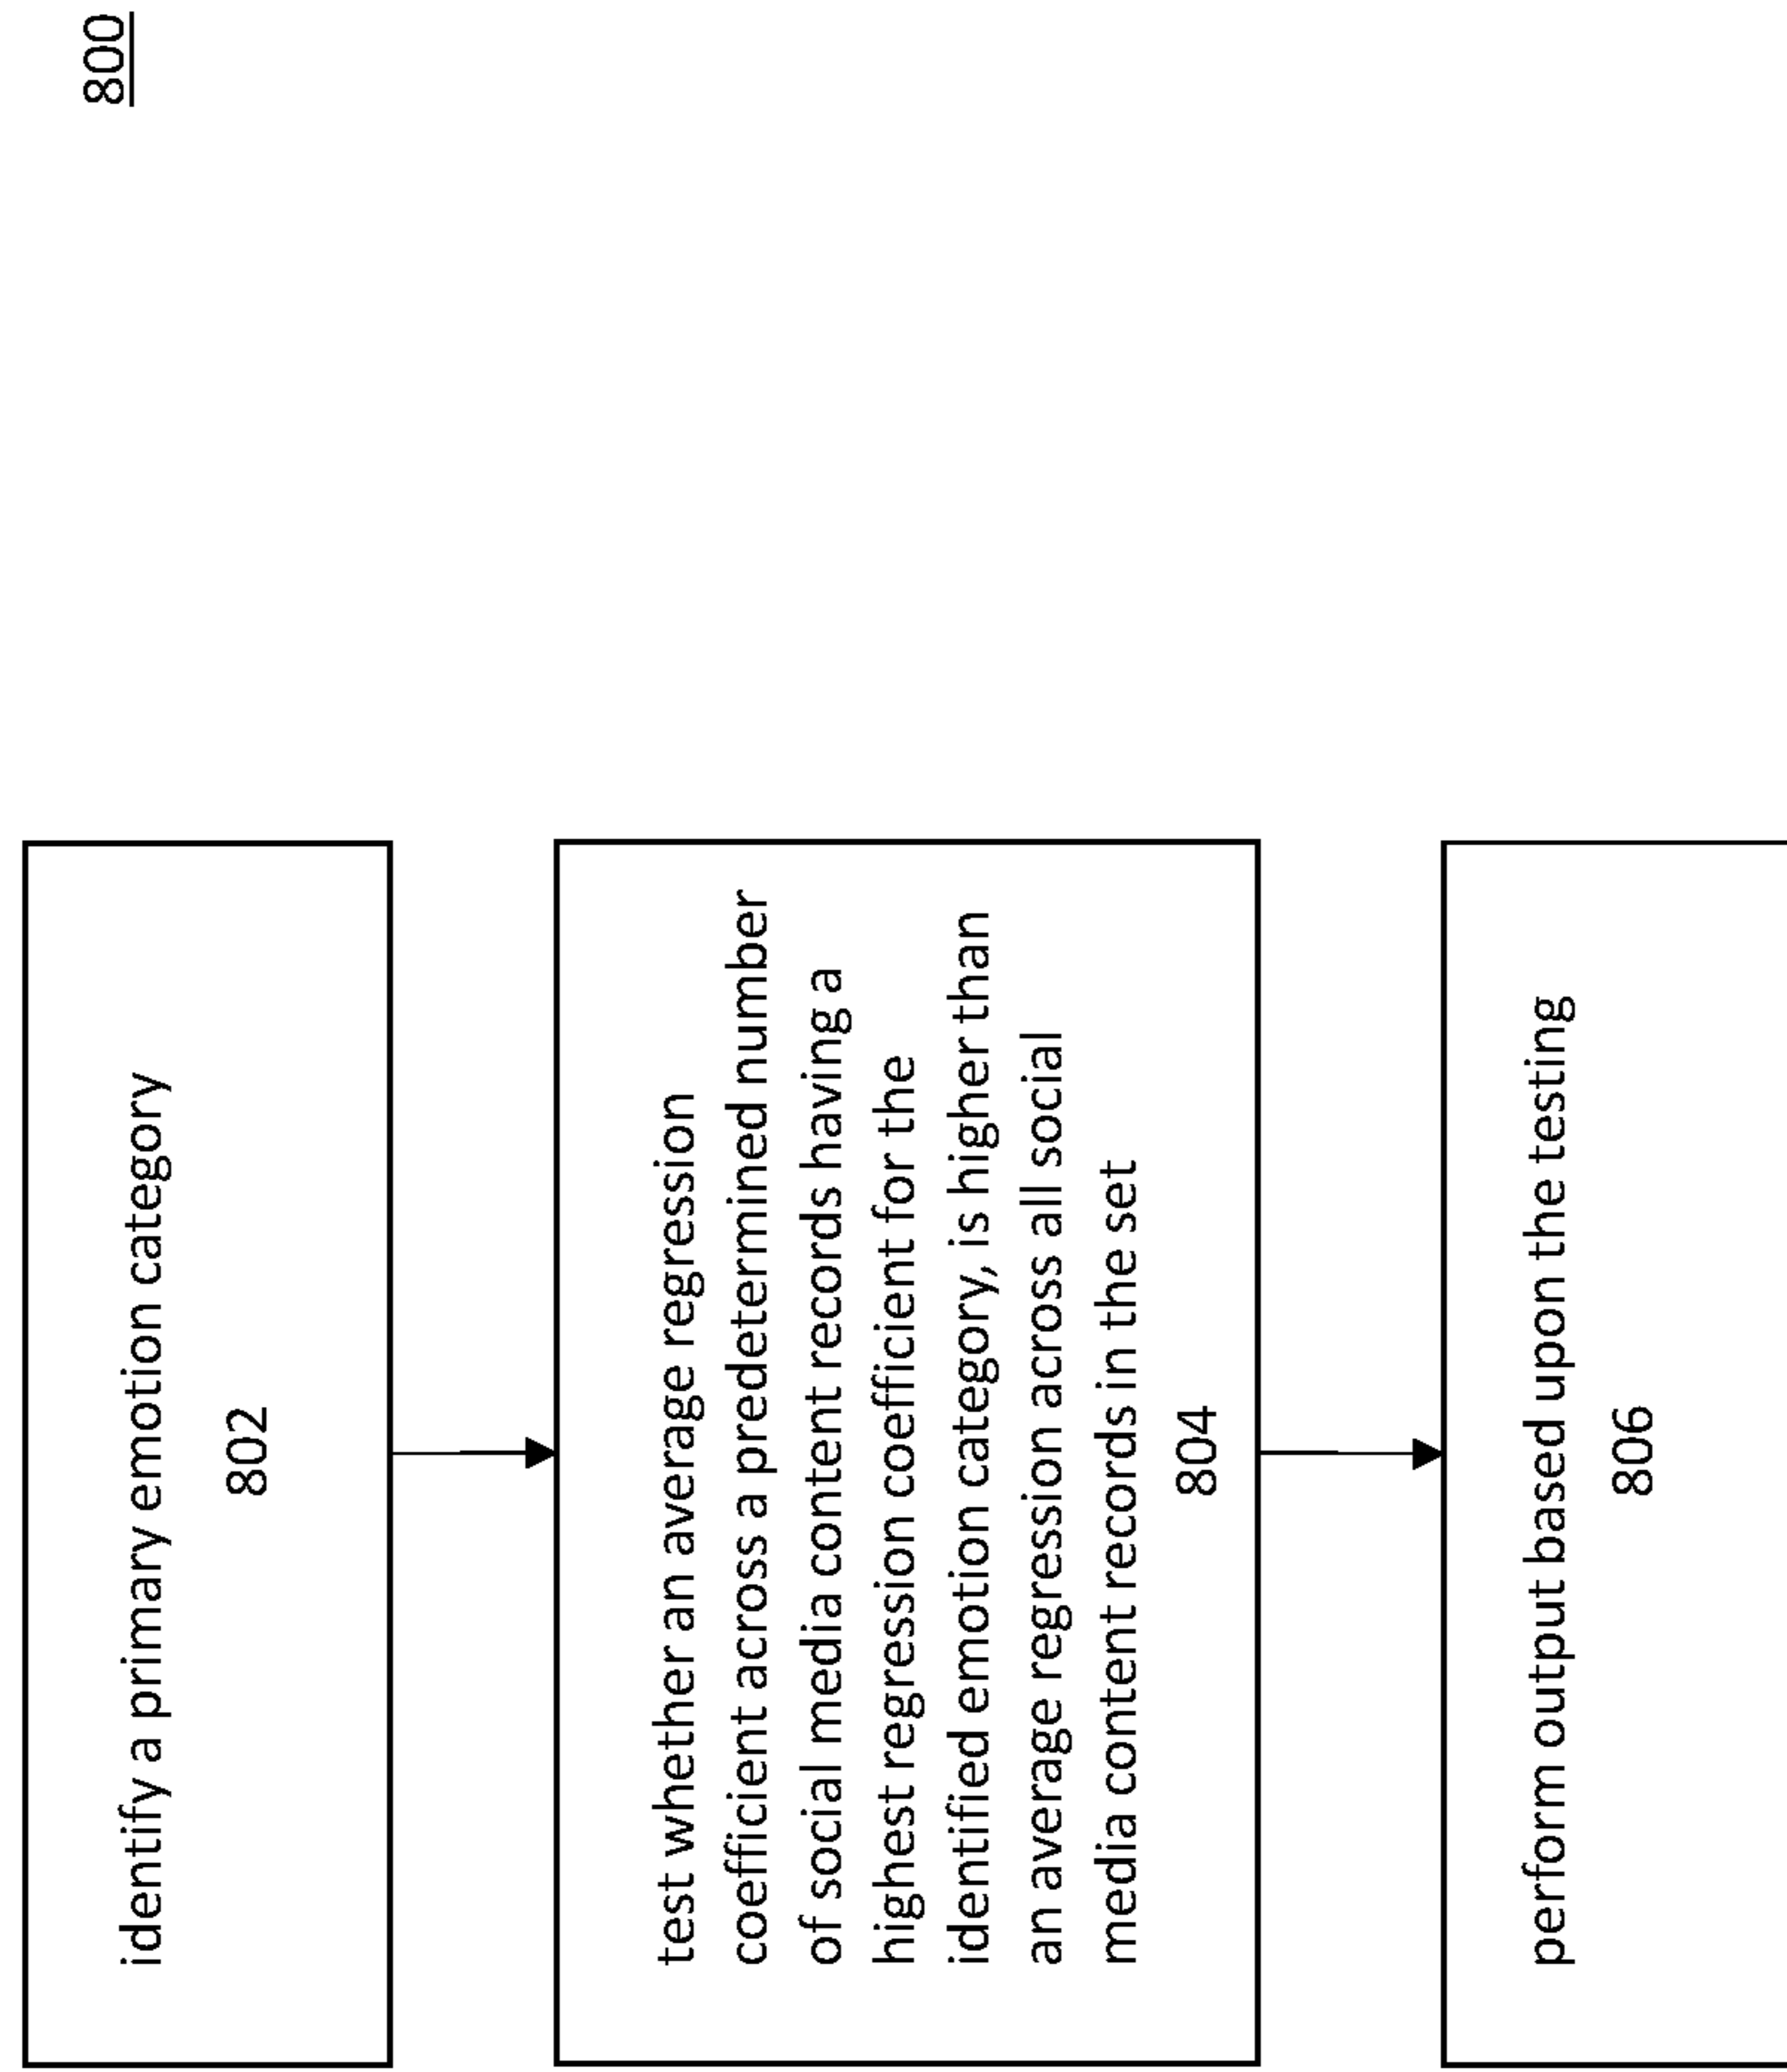 800
identify a primary emotion category
802
test whether an average regression
coefficient across a predetermined number
of social media content records having a
highest regression coefficient for the
identified emotion category, is higher than
an average regression across all social
media content records in the set
804
perform output based upon the testing
806